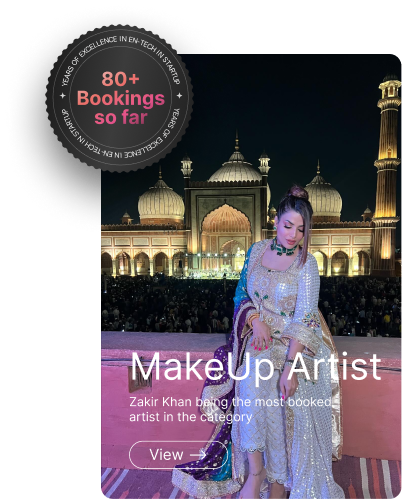 YEARS OF EXCELLENCE IN EN-TECH IN STARTUP
80+
Bookings
so far
YEARS OF EXCELLENCE IN EN-TECH IN STARTUP
MakeUp Artist
Zakir Khan being the most booked
artist in the category
View →